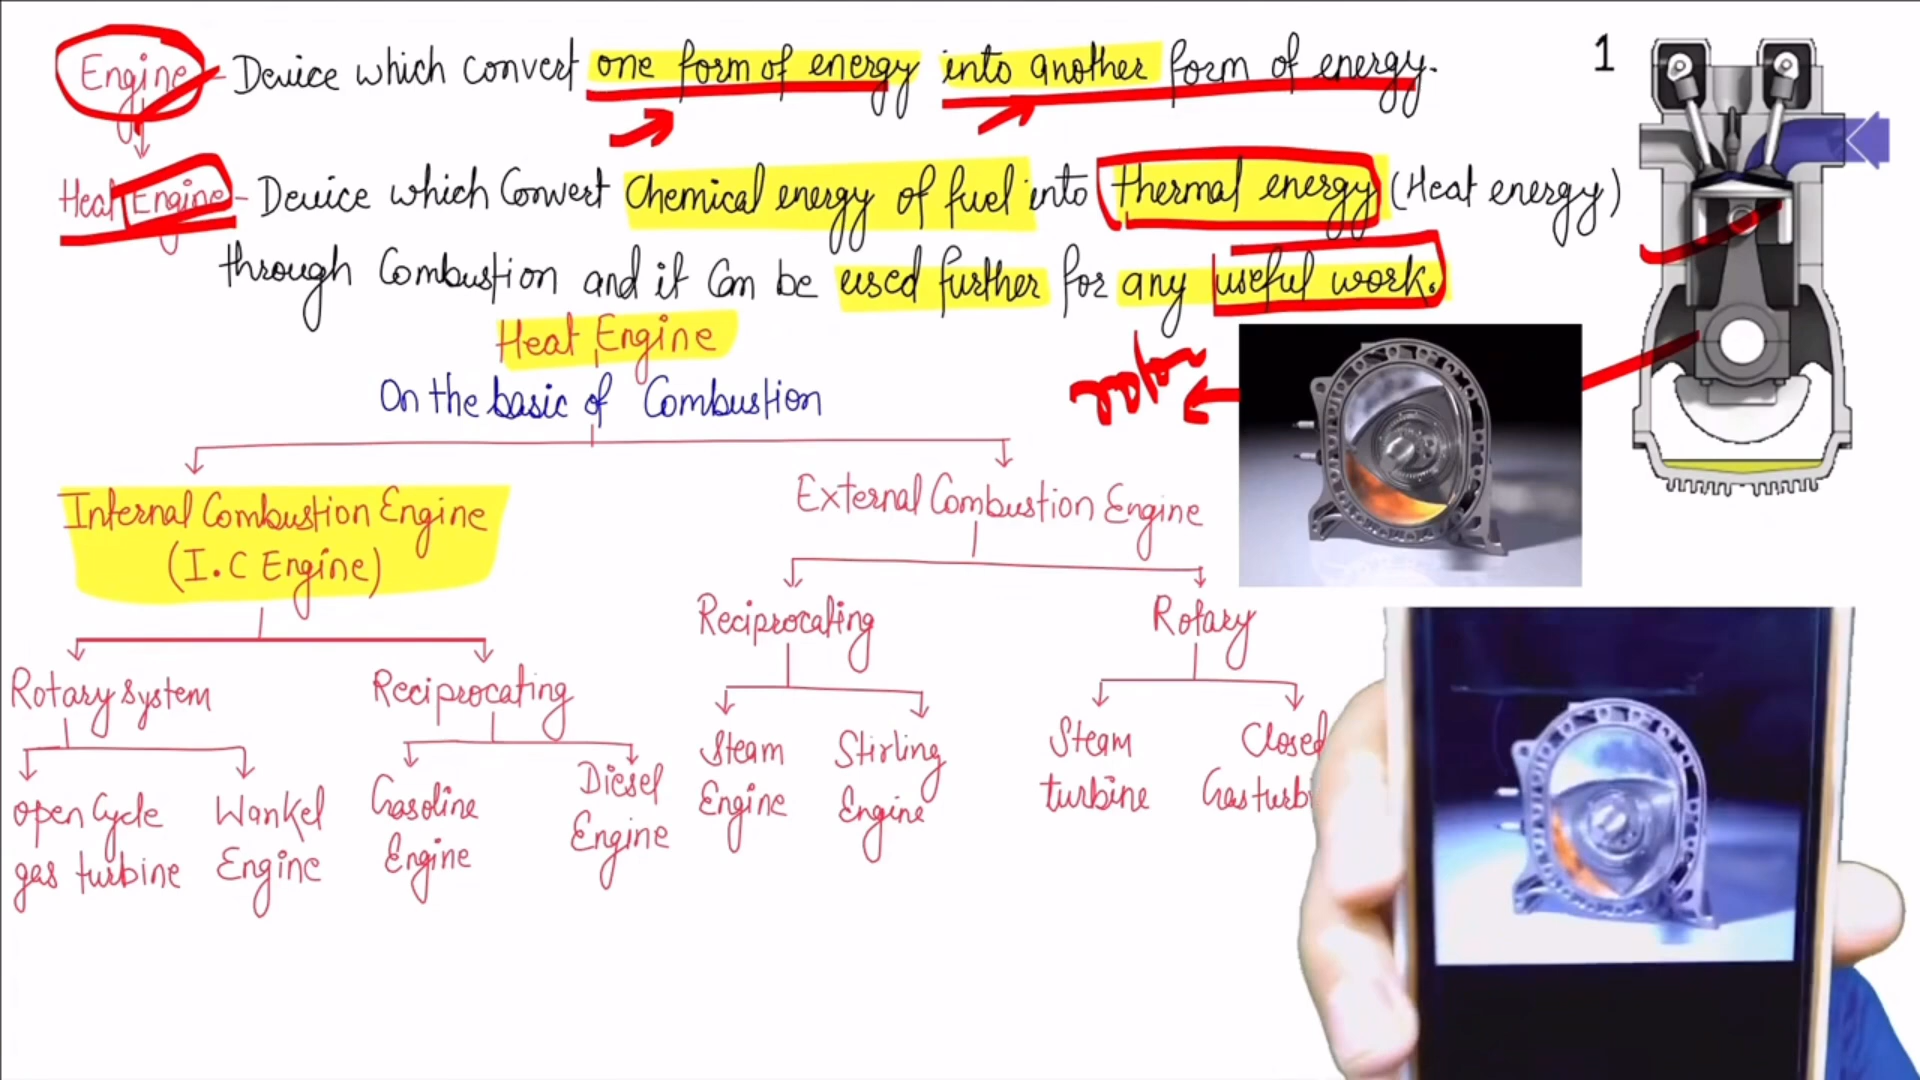 Engine - Device which convert one form of energy into another form of energy.
1
Heat Engine - Device which Convert Chemical energy of fuel into thermal energy (Heat energy)
through Combustion and it Can be used further for any useful work.
Heat Engine
On the basic of Combustion
rotor
Internal Combustion Engine
(I.C Engine)
External Combustion Engine
Rotary system
Reciprocating
Reciprocating
Rotary
open Cycle
gas turbine
Wankel
Engine
Gasoline
Engine
Diesel
Engine
Steam
Engine
Stirling
Engine
Steam
turbine
Closed
Gas turbi